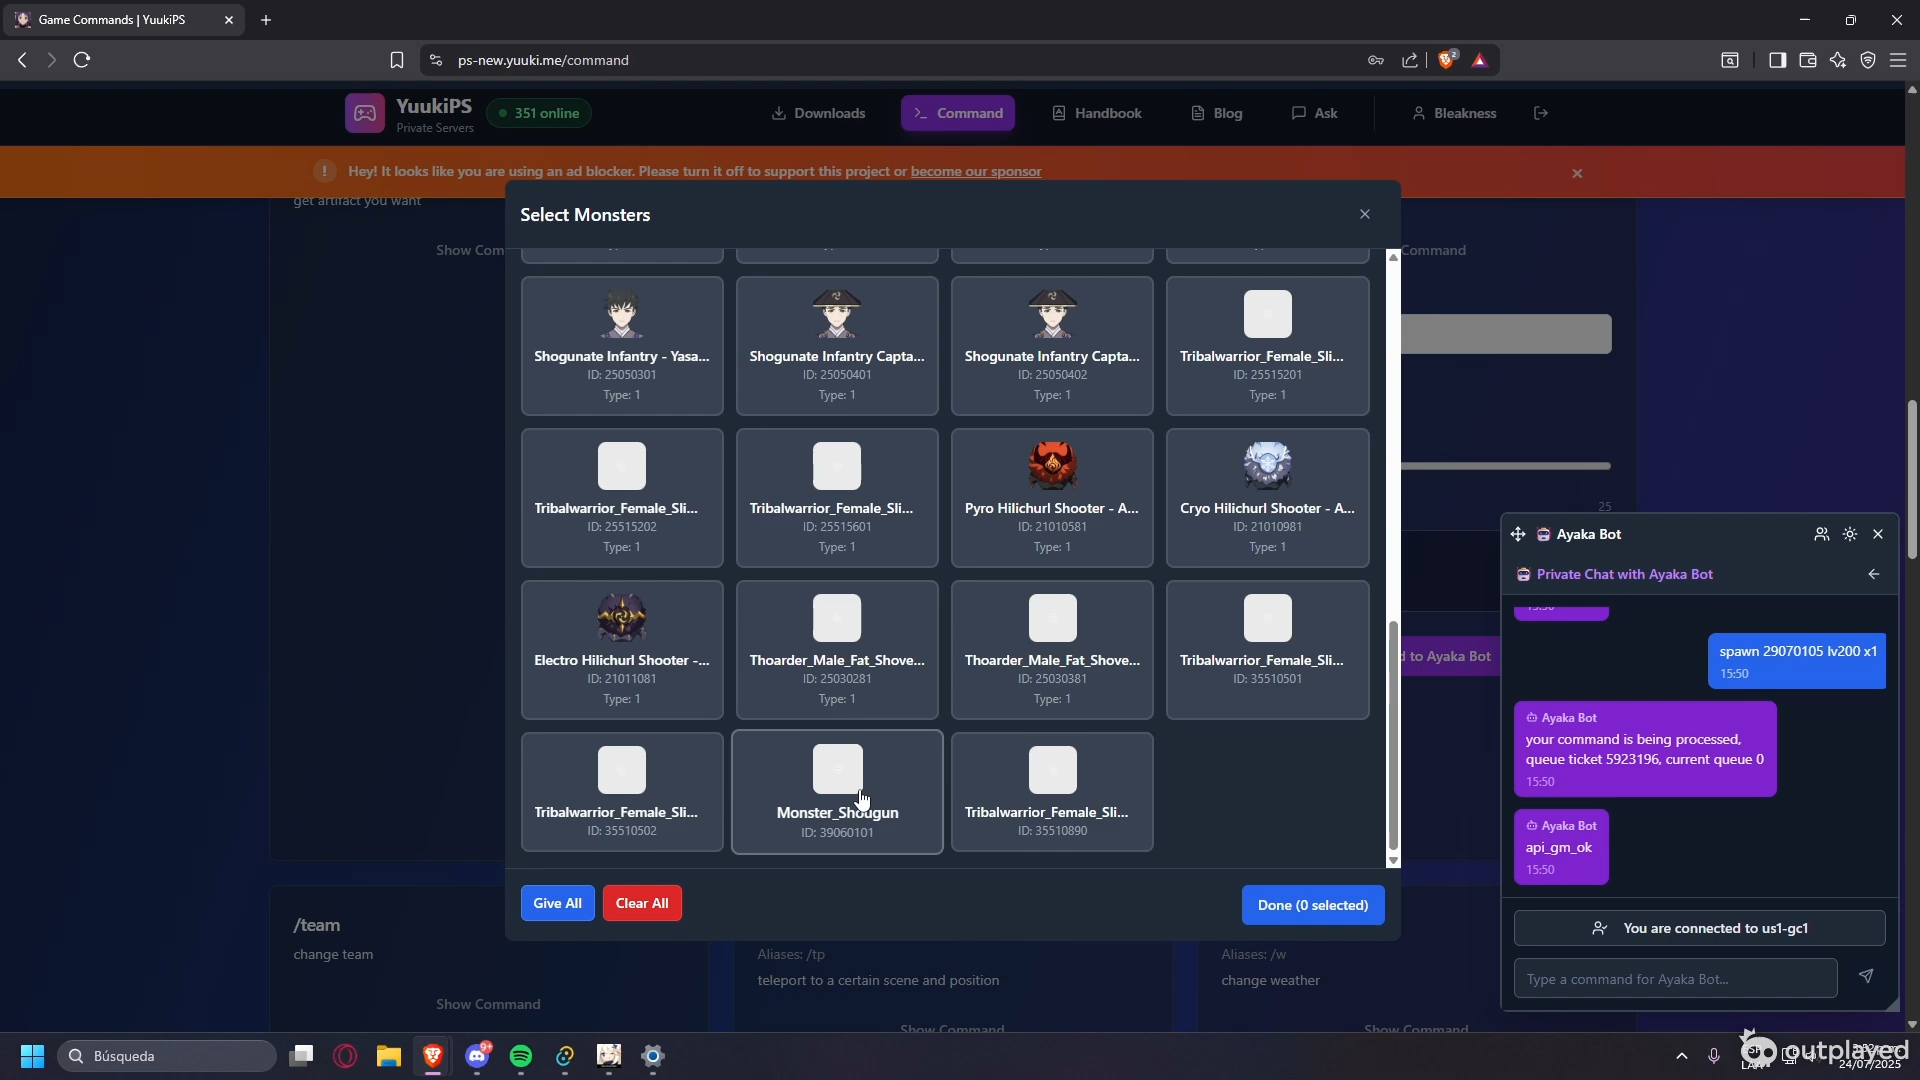 Game Commands | YuukiPS
ps-new.yuuki.me/command
2
YuukiPS
Private Servers
351 online
Downloads
Command
Handbook
Blog
Ask
Bleakness
Hey! It looks like you are using an ad blocker. Please turn it off to support this project or become our sponsor
get artifact you want
Show Com
Command
Select Monsters
Shogunate Infantry - Yasa...
ID: 25050301
Type: 1
Shogunate Infantry Capta...
ID: 25050401
Type: 1
Shogunate Infantry Capta...
ID: 25050402
Type: 1
Tribalwarrior_Female_Sli...
ID: 25515201
Type: 1
Tribalwarrior_Female_Sli...
ID: 25515202
Type: 1
Tribalwarrior_Female_Sli...
ID: 25515601
Type: 1
Pyro Hilichurl Shooter - A...
ID: 21010581
Type: 1
Cryo Hilichurl Shooter - A...
ID: 21010981
Type: 1
Electro Hilichurl Shooter -...
ID: 21011081
Type: 1
Thoarder_Male_Fat_Shove...
ID: 25030281
Type: 1
Thoarder_Male_Fat_Shove...
ID: 25030381
Type: 1
Tribalwarrior_Female_Sli...
ID: 35510501
Tribalwarrior_Female_Sli...
ID: 35510502
Monster_Shougun
ID: 39060101
Tribalwarrior_Female_Sli...
ID: 35510890
Give All
Clear All
Done (0 selected)
25
d to Ayaka Bot
Ayaka Bot
Private Chat with Ayaka Bot
spawn 29070105 lv200 x1
15:50
Ayaka Bot
your command is being processed,
queue ticket 5923196, current queue 0
15:50
Ayaka Bot
api_gm_ok
15:50
You are connected to us1-gc1
Type a command for Ayaka Bot...
/team
change team
Show Command
Aliases: /tp
teleport to a certain scene and position
Show Command
Aliases: /w
change weather
Show Command
Búsqueda
9+
outplayed
24/07/2025